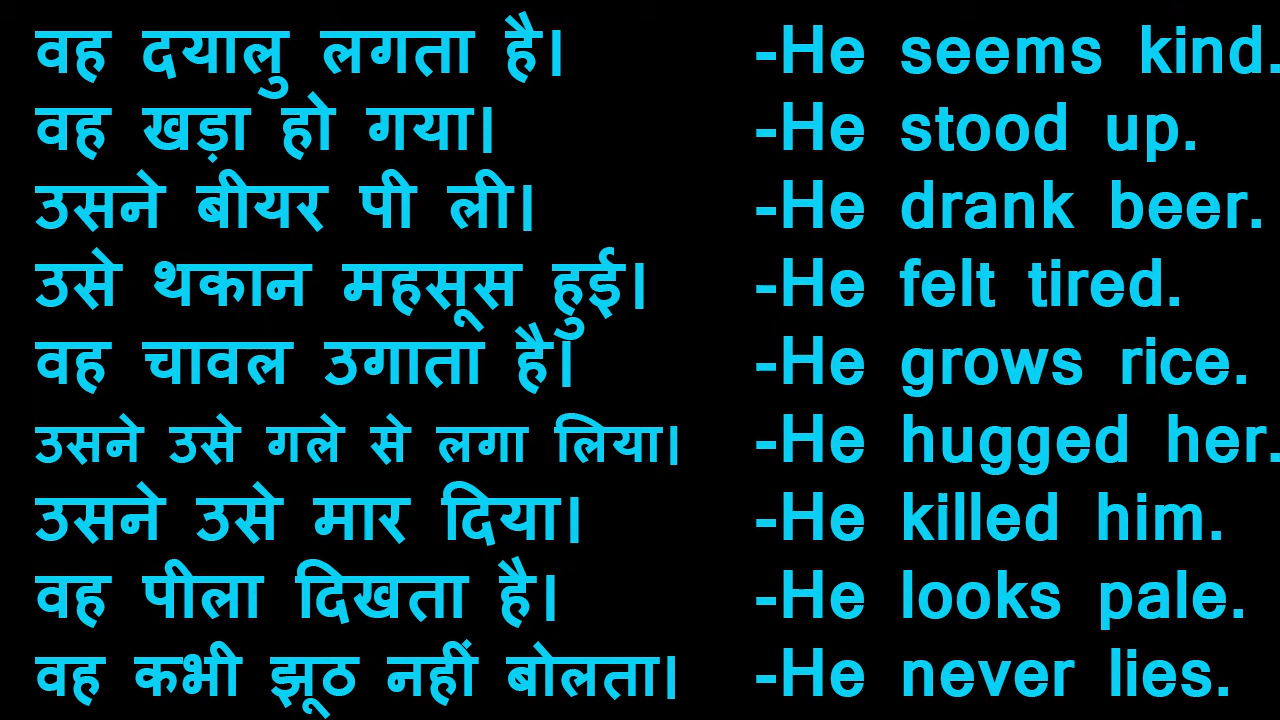 वह दयालु लगता है। -He seems kind.
वह खड़ा हो गया। -He stood up.
उसने बीयर पी ली। -He drank beer.
उसे थकान महसूस हुई। -He felt tired.
वह चावल उगाता है। -He grows rice.
उसने उसे गले से लगा लिया। -He hugged her.
उसने उसे मार दिया। -He killed him.
वह पीला दिखता है। -He looks pale.
वह कभी झूठ नहीं बोलता। -He never lies.